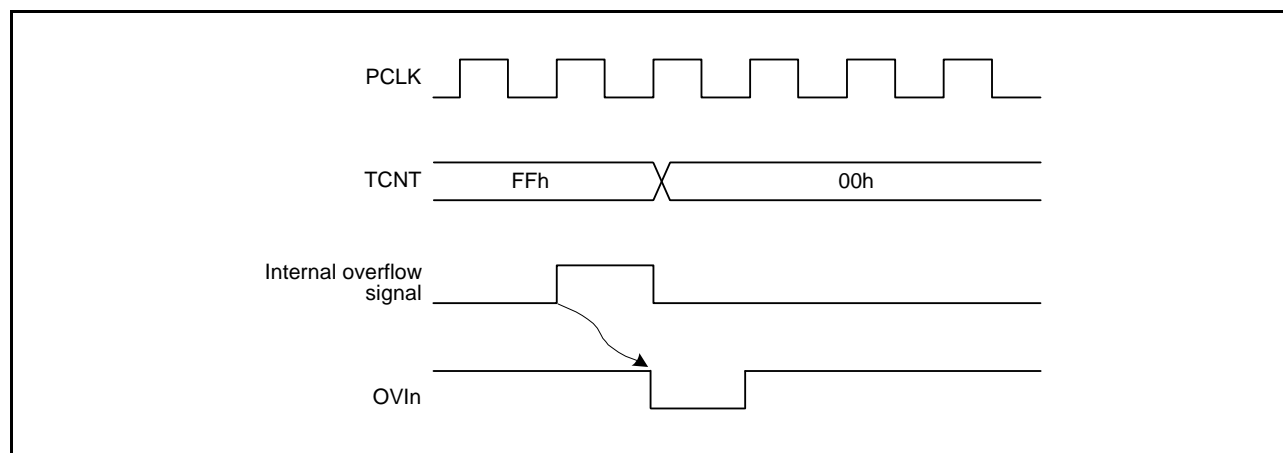 PCLK
TCNT
FFh
00h
Internal overflow
signal
OVIn